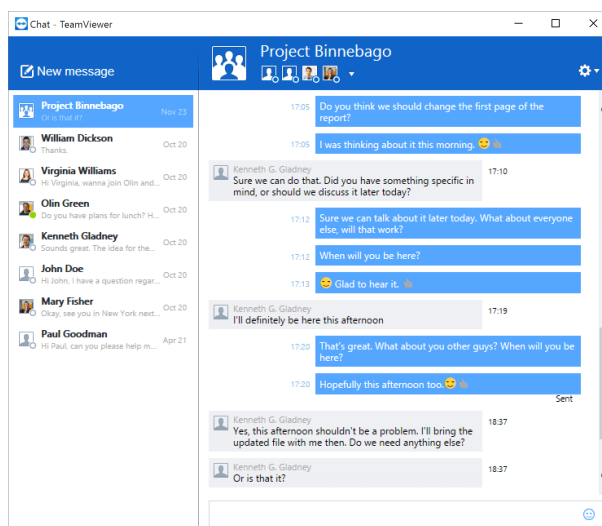 Chat - TeamViewer
New message
Project Binnebago
Project Binnebago
Nov 23
Or is that it?
William Dickson
Oct 20
Thanks.
Virginia Williams
Oct 20
Hi Virginia, wanna join Olin and...
Olin Green
Oct 20
Do you have plans for lunch? H...
Kenneth Gladney
Oct 20
Sounds great. The idea for the...
John Doe
Oct 20
Hi John, I have a question regar...
Mary Fisher
Oct 20
Okay, see you in New York next...
Paul Goodman
Apr 21
Hi Paul, can you please help m...
17:05
Do you think we should change the first page of the
report?
17:05
I was thinking about it this morning.
Kenneth G. Gladney
17:10
Sure we can do that. Did you have something specific in
mind, or should we discuss it later today?
17:12
Sure we can talk about it later today. What about everyone
else, will that work?
17:12
When will you be here?
17:13
Glad to hear it.
Kenneth G. Gladney
17:19
I'll definitely be here this afternoon
17:20
That's great. What about you other guys? When will you be
here?
17:20
Hopefully this afternoon too.
Sent
Kenneth G. Gladney
18:37
Yes, this afternoon shouldn't be a problem. I'll bring the
updated file with me then. Do we need anything else?
Kenneth G. Gladney
18:37
Or is that it?